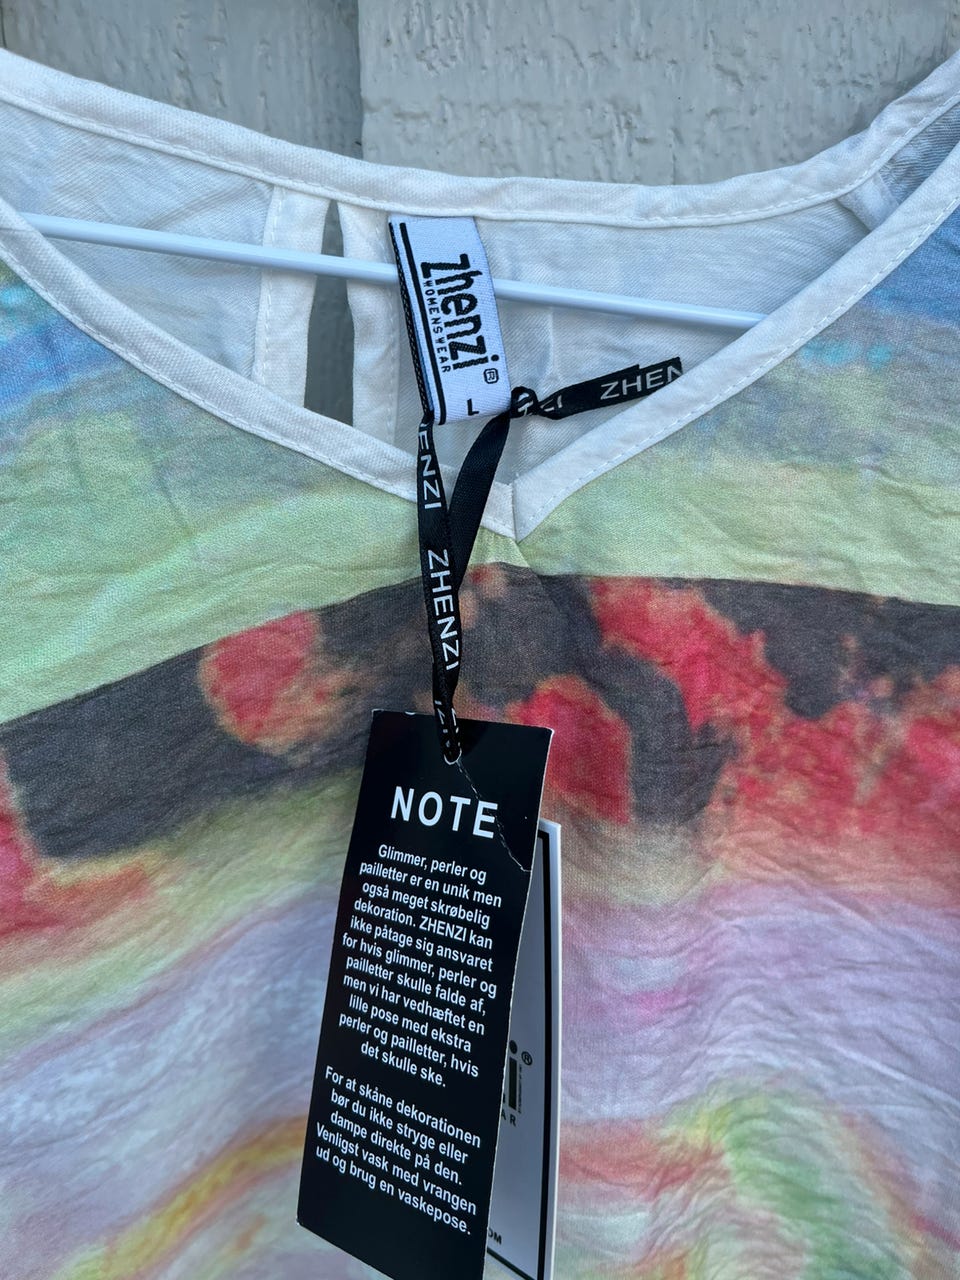 zhenzi®
WOMENSWEAR
L
ZHENZI
ZHENZI
NOTE
Glimmer, perler og
pailletter er en unik men
også meget skrøbelig
dekoration. ZHENZI kan
ikke påtage sig ansvaret
for hvis glimmer, perler og
pailletter skulle falde af,
men vi har vedhæftet en
lille pose med ekstra
perler og pailletter, hvis
det skulle ske.
For at skåne dekorationen
bør du ikke stryge eller
dampe direkte på den.
Venligst vask med vrangen
ud og brug en vaskepose.